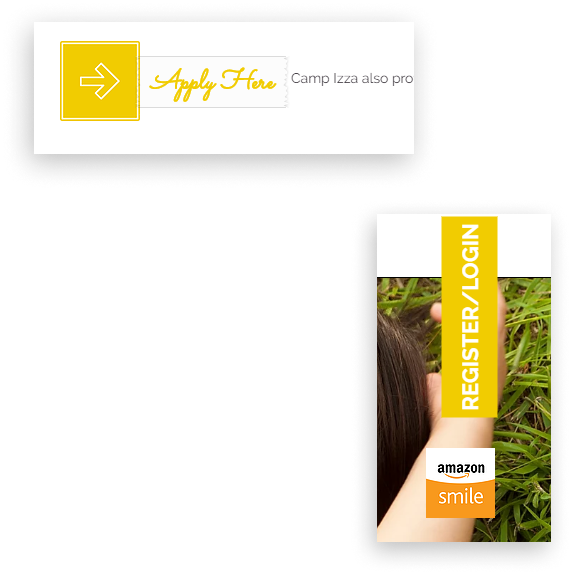 Apply Here
Camp Izza also pro
REGISTER/LOGIN
amazon
smile